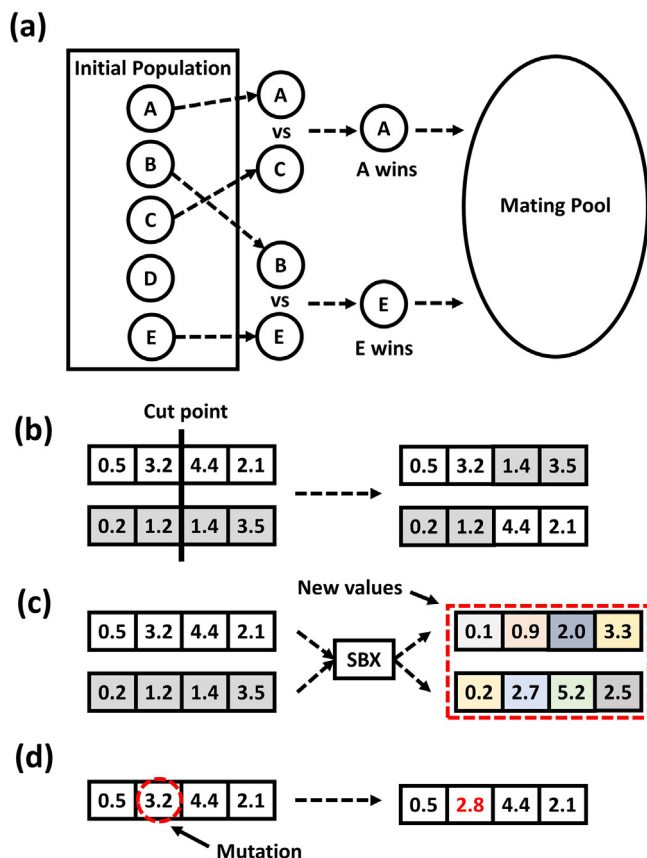 (a)
Initial Population
A
B
C
D
E
A
vs
C
B
vs
E
A
A wins
E
E wins
Mating Pool
(b)
Cut point
0.5 3.2 4.4 2.1
0.2 1.2 1.4 3.5
0.5 3.2 1.4 3.5
0.2 1.2 4.4 2.1
(c)
New values
0.5 3.2 4.4 2.1
0.2 1.2 1.4 3.5
SBX
0.1 0.9 2.0 3.3
0.2 2.7 5.2 2.5
(d)
0.5 3.2 4.4 2.1
Mutation
0.5 2.8 4.4 2.1